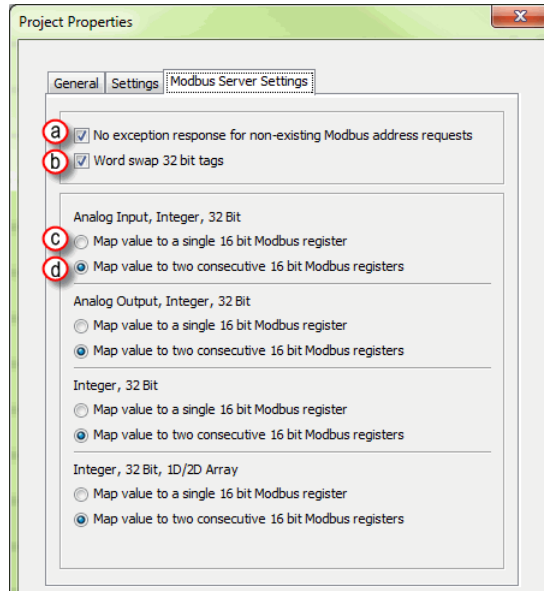 Project Properties
x
General Settings Modbus Server Settings
a No exception response for non-existing Modbus address requests
b Word swap 32 bit tags
Analog Input, Integer, 32 Bit
c Map value to a single 16 bit Modbus register
d Map value to two consecutive 16 bit Modbus registers
Analog Output, Integer, 32 Bit
Map value to a single 16 bit Modbus register
Map value to two consecutive 16 bit Modbus registers
Integer, 32 Bit
Map value to a single 16 bit Modbus register
Map value to two consecutive 16 bit Modbus registers
Integer, 32 Bit, 1D/2D Array
Map value to a single 16 bit Modbus register
Map value to two consecutive 16 bit Modbus registers